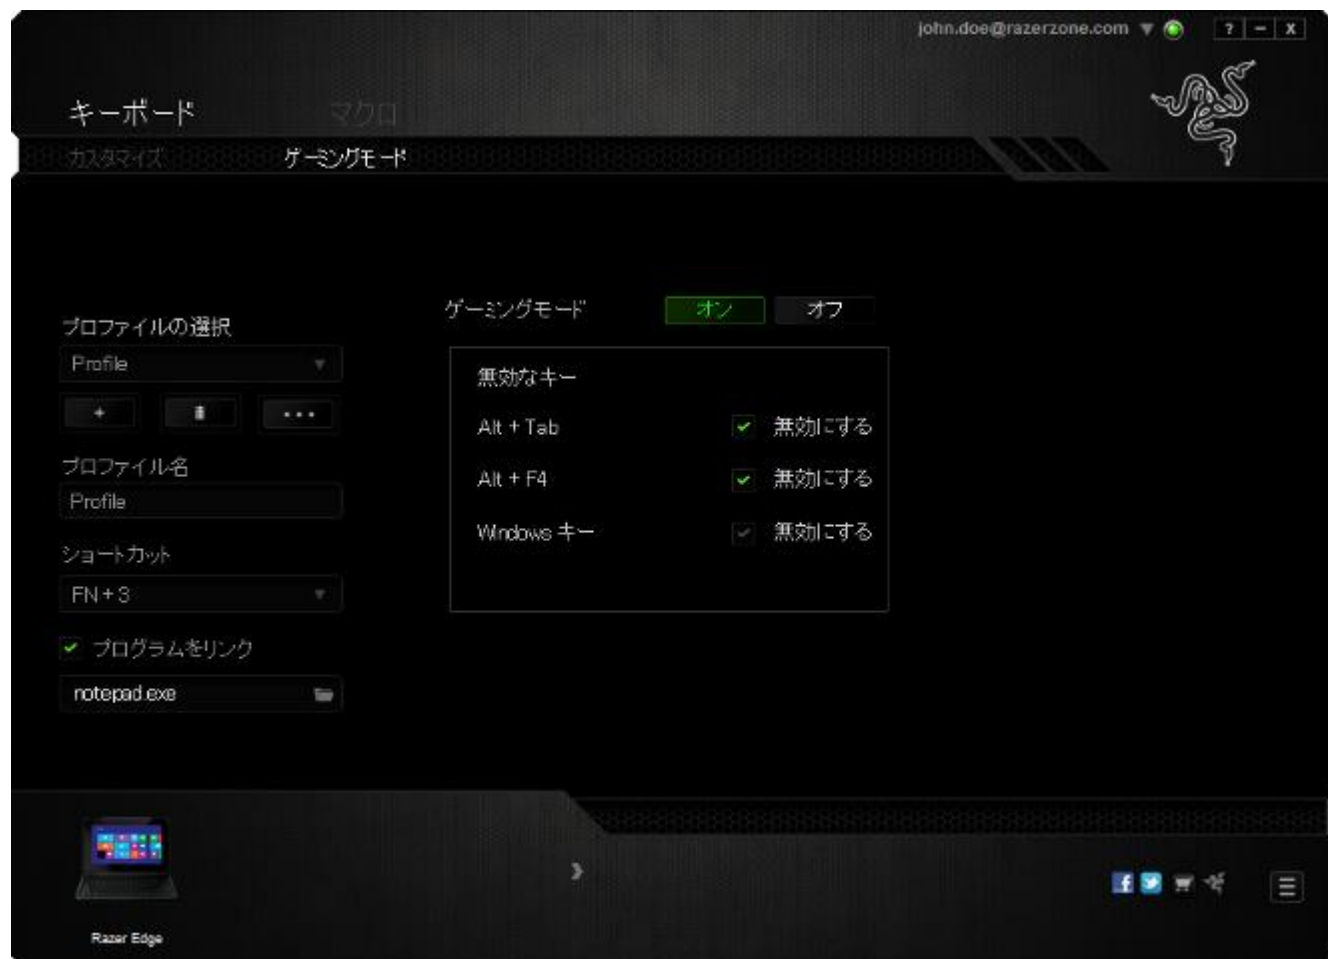 john.doe@razerzone.com
? – X
キーボード マクロ
カスタマイズ ゲーミングモード
ゲーミングモード オン オフ
プロファイルの選択
Profile
無効なキー
Alt + Tab 無効にする
プロファイル名
Alt + F4 無効にする
Profile
Windows キー 無効にする
ショートカット
FN + 3
プログラムをリンク
notepad.exe
Razer Edge